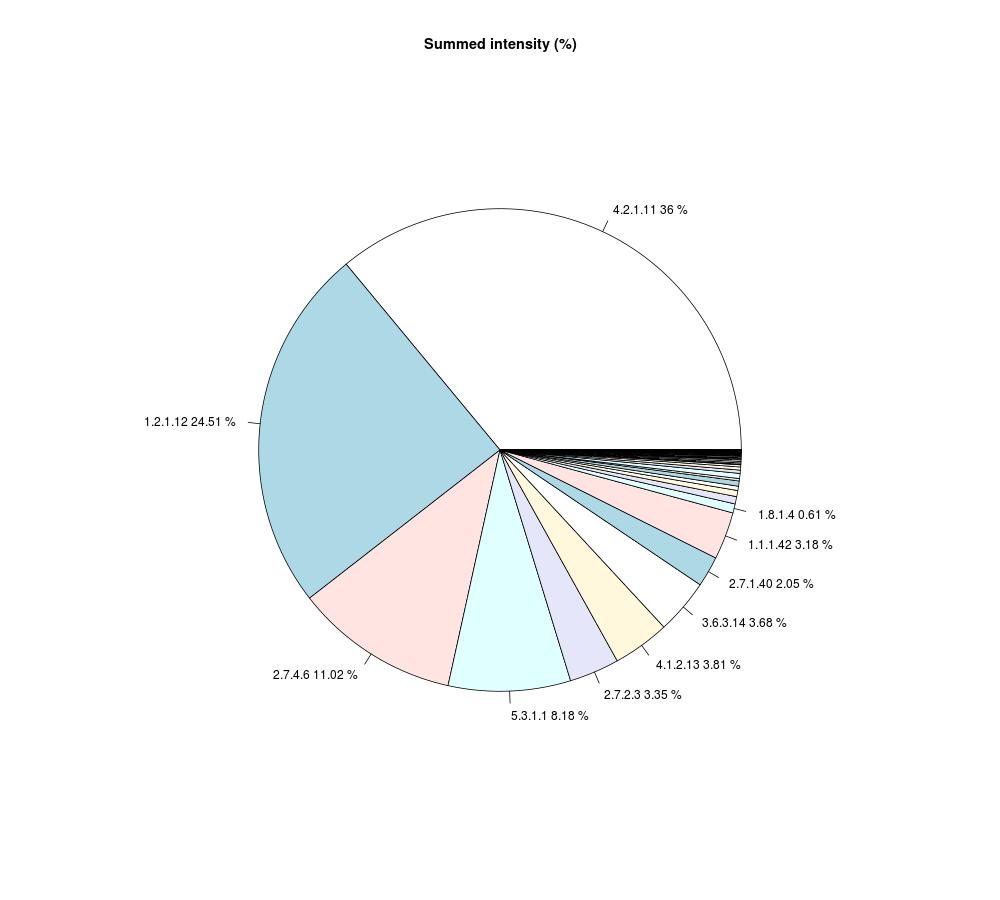 Summed intensity (%)
4.2.1.11 36 %
1.2.1.12 24.51 %
2.7.4.6 11.02 %
5.3.1.1 8.18 %
2.7.2.3 3.35 %
4.1.2.13 3.81 %
3.6.3.14 3.68 %
2.7.1.40 2.05 %
1.1.1.42 3.18 %
1.8.1.4 0.61 %